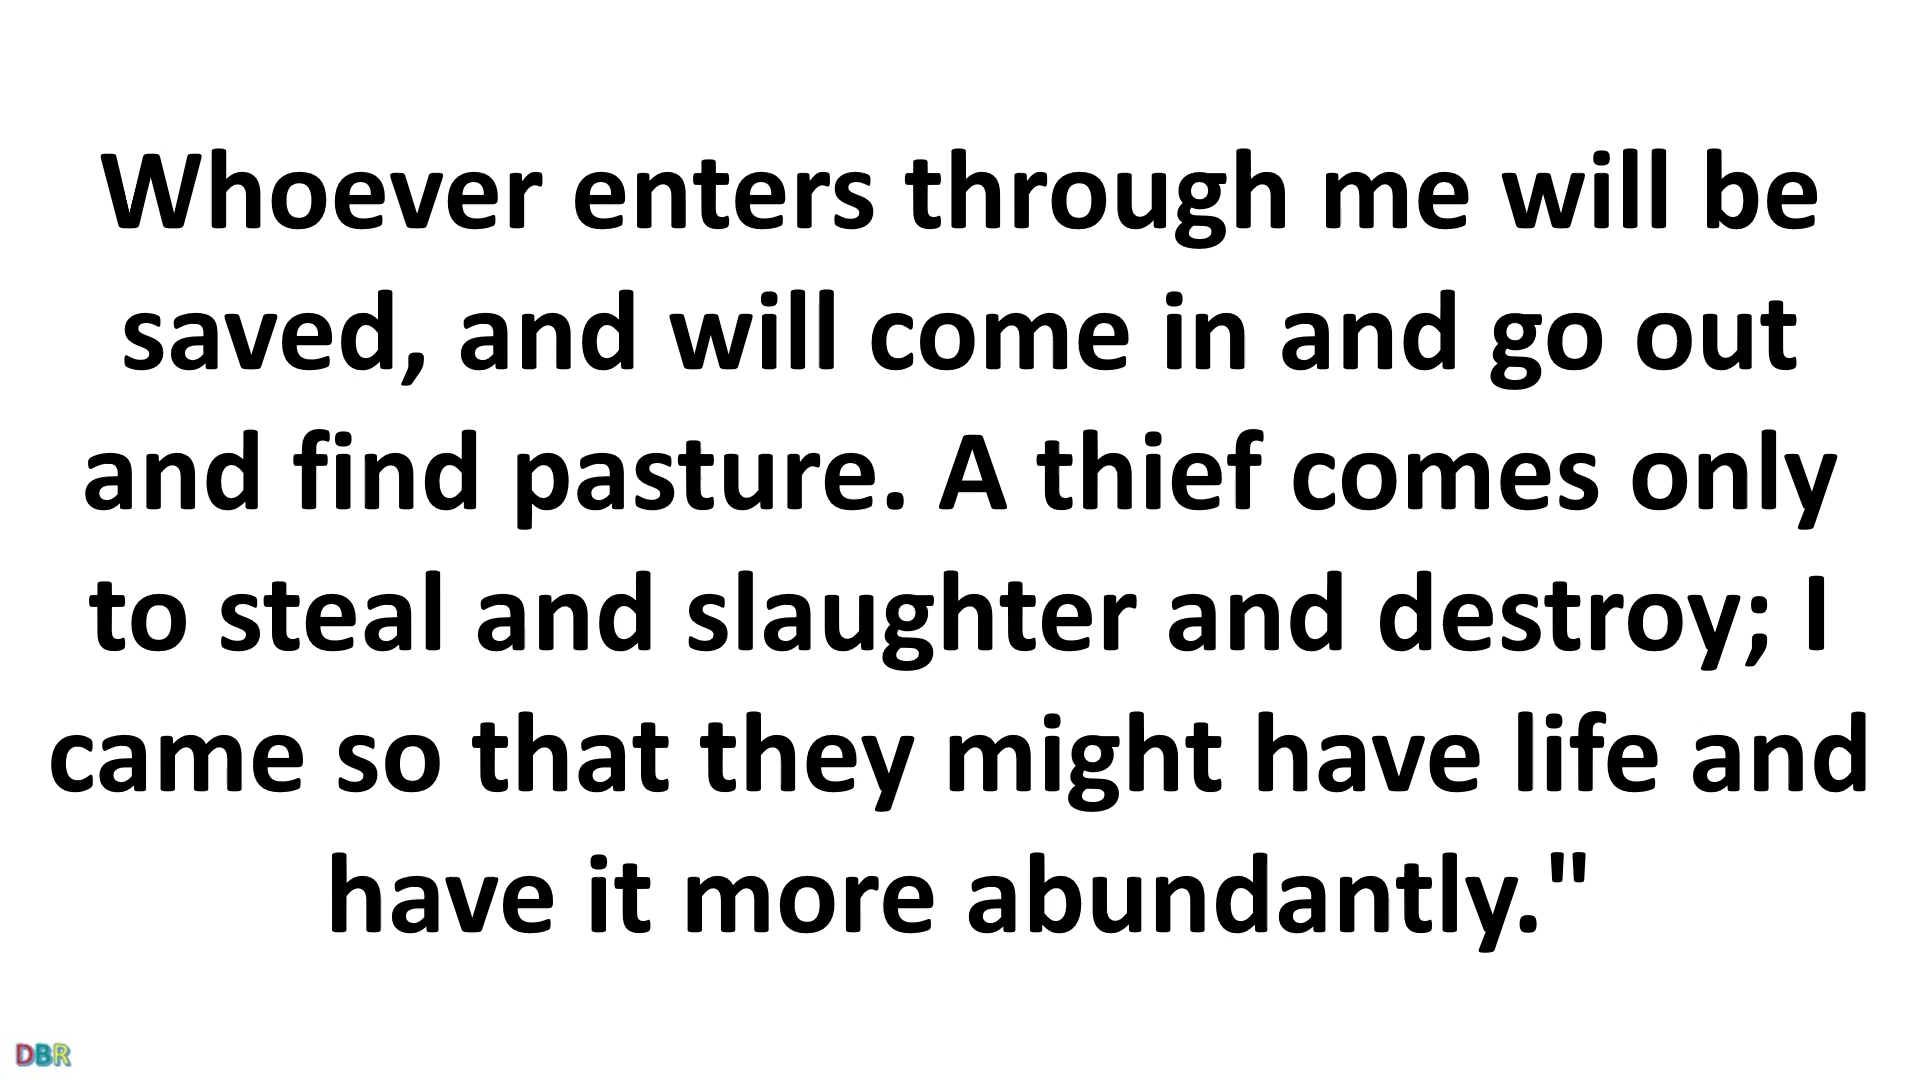 Whoever enters through me will be
saved, and will come in and go out
and find pasture. A thief comes only
to steal and slaughter and destroy; I
came so that they might have life and
have it more abundantly."
DBR